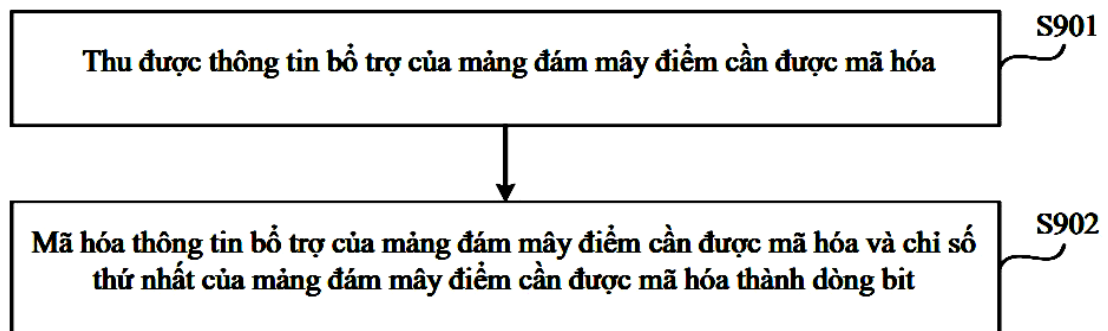 S901
Thu được thông tin bổ trợ của mảng đám mây điểm cần được mã hóa
S902
Mã hóa thông tin bổ trợ của mảng đám mây điểm cần được mã hóa và chỉ số
thứ nhất của mảng đám mây điểm cần được mã hóa thành dòng bit